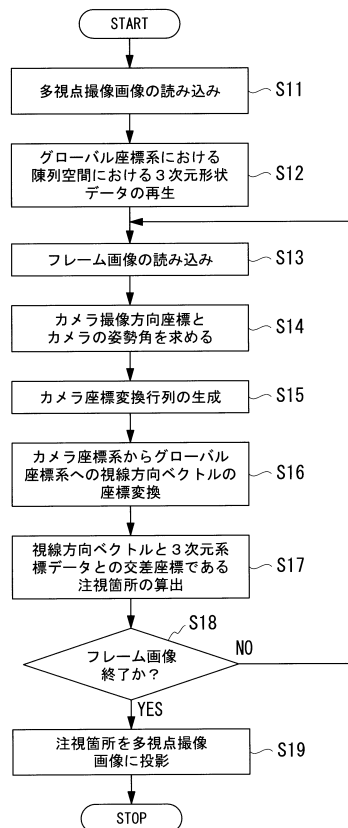 START
多視点撮像画像の読み込み
S11
グローバル座標系における
陳列空間における3次元形状
データの再生
S12
フレーム画像の読み込み
S13
カメラ撮像方向座標と
カメラの姿勢角を求める
S14
カメラ座標変換行列の生成
S15
カメラ座標系からグローバル
座標系への視線方向ベクトルの
座標変換
S16
視線方向ベクトルと3次元系
標データとの交差座標である
注視箇所の算出
S17
S18
フレーム画像
終了か?
NO
YES
注視箇所を多視点撮像
画像に投影
S19
STOP